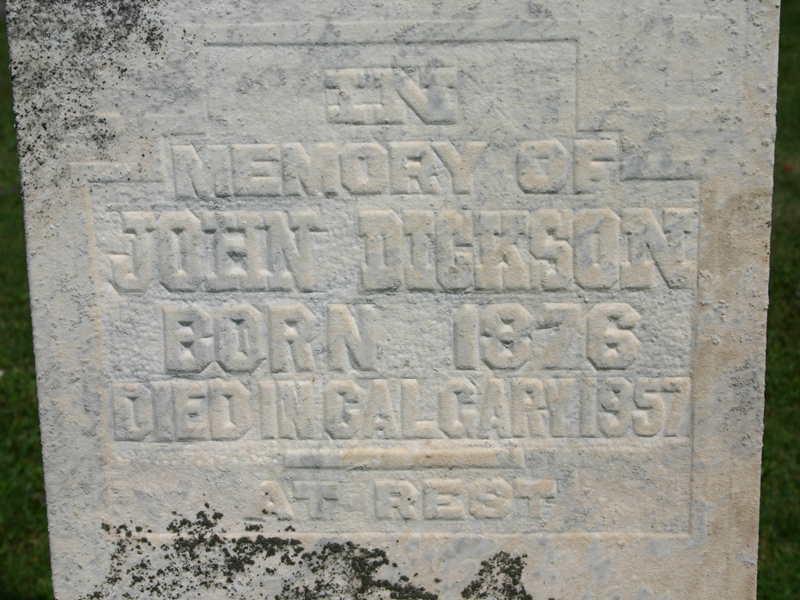 IN
MEMORY OF
JOHN DICKSON
BORN 1876
DIED IN CALGARY 1957
AT REST